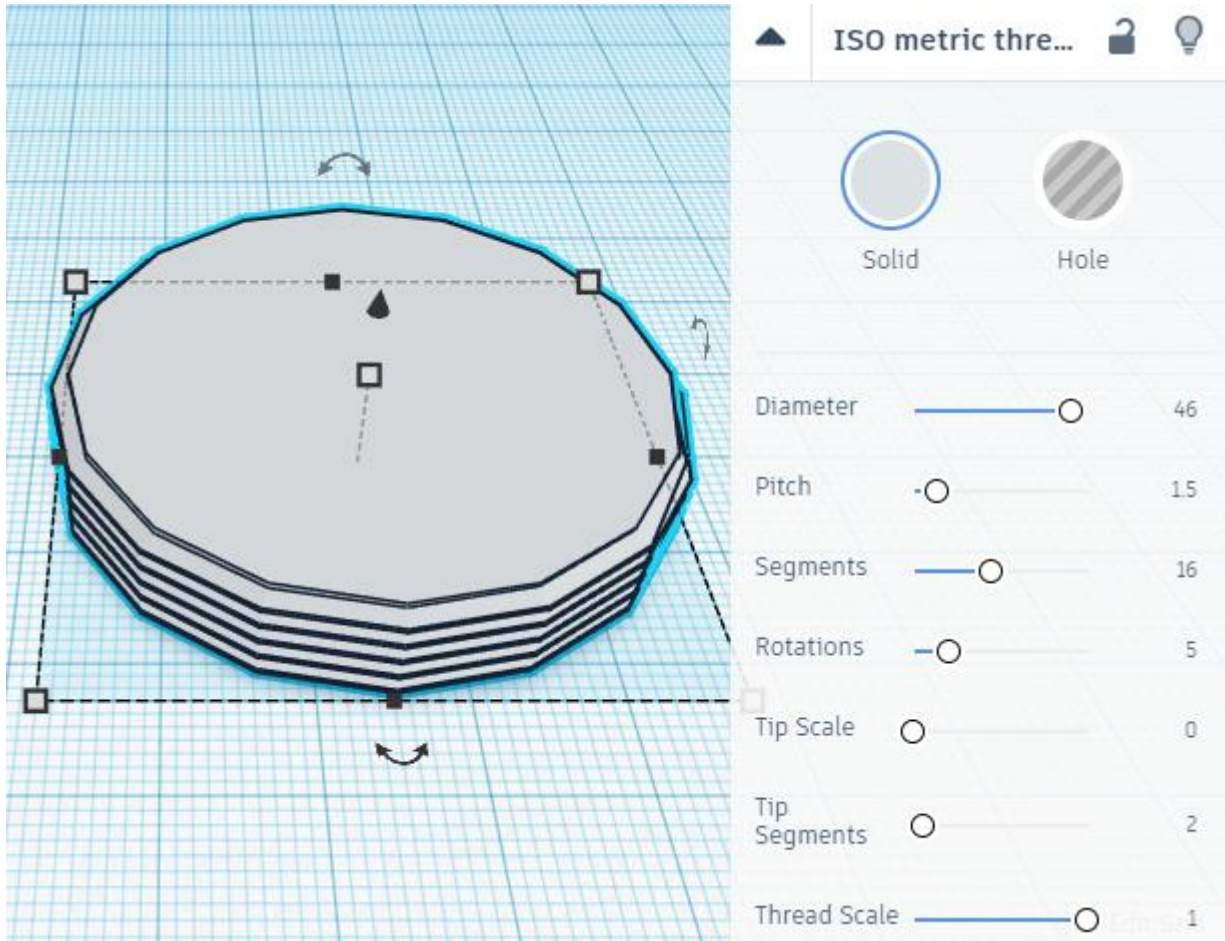 ISO metric thre...
Solid
Hole
Diameter
46
Pitch
1.5
Segments
16
Rotations
5
Tip Scale
0
Tip
Segments
2
Thread Scale
1